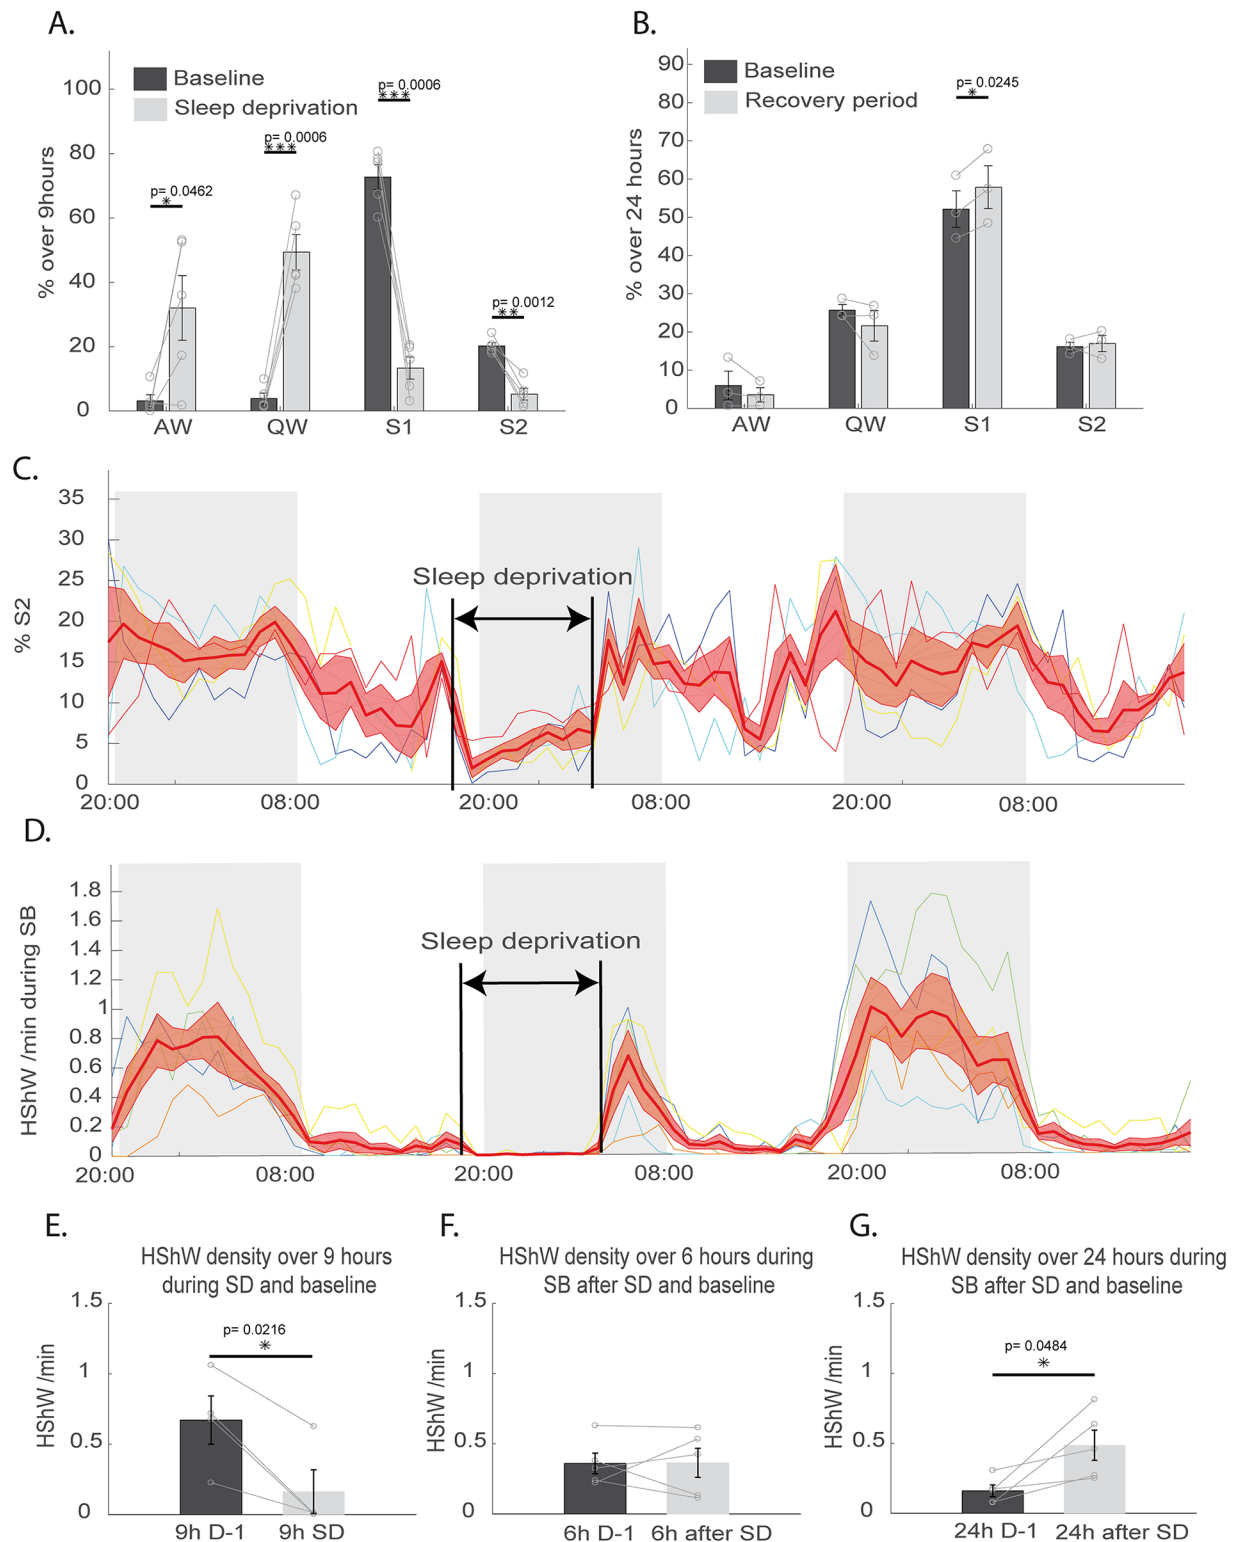 A.
Baseline
Sleep deprivation
p= 0.0462
*
p= 0.0006
***
p= 0.0006
***
p= 0.0012
**
% over 9hours
100
80
60
40
20
0
AW QW S1 S2
B.
Baseline
Recovery period
p= 0.0245
*
% over 24 hours
90
80
70
60
50
40
30
20
10
0
AW QW S1 S2
C.
% S2
35
30
25
20
15
10
5
0
Sleep deprivation
20:00 08:00 20:00 08:00 20:00 08:00
D.
HShW /min during SB
1.8
1.6
1.4
1.2
1
0.8
0.6
0.4
0.2
0
Sleep deprivation
20:00 08:00 20:00 08:00 20:00 08:00
E.
HShW density over 9 hours
during SD and baseline
HShW /min
1.5
1
0.5
0
p= 0.0216
*
9h D-1 9h SD
F.
HShW density over 6 hours during
SB after SD and baseline
HShW /min
1.5
1
0.5
0
6h D-1 6h after SD
G.
HShW density over 24 hours during
SB after SD and baseline
HShW /min
1.5
1
0.5
0
p= 0.0484
*
24h D-1 24h after SD